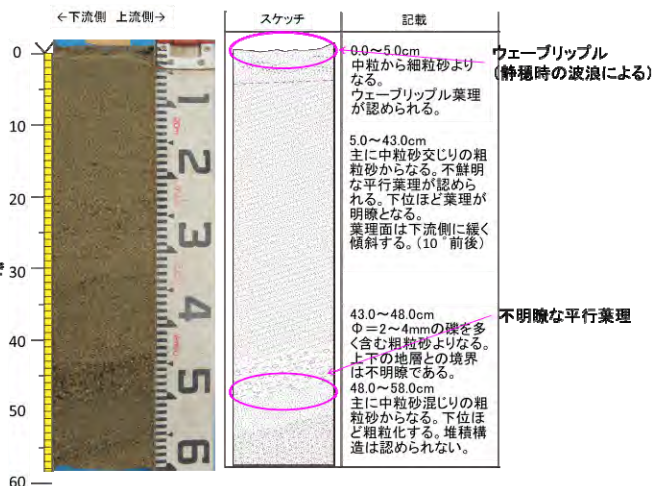 ←下流側 上流側→
スケッチ
記載
0
10
20
30
40
50
60
1
2
3
4
5
6
0.0～5.0cm
中粒から細粒砂より
なる。
ウェーブリップル葉理
が認められる。
5.0～43.0cm
主に中粒砂交じりの粗
粒砂からなる。不鮮明
な平行葉理が認めら
れる。下位ほど葉理が
明瞭となる。
葉理面は下流側に緩く
傾斜する。(10゜前後)
43.0～48.0cm
Φ＝2～4mmの礫を多
く含む粗粒砂よりなる。
上下の地層との境界
は不明瞭である。
48.0～58.0cm
主に中粒砂混じりの粗
粒砂からなる。下位ほ
ど粗粒化する。堆積構
造は認められない。
ウェーブリップル
(静穏時の波浪による)
不明瞭な平行葉理